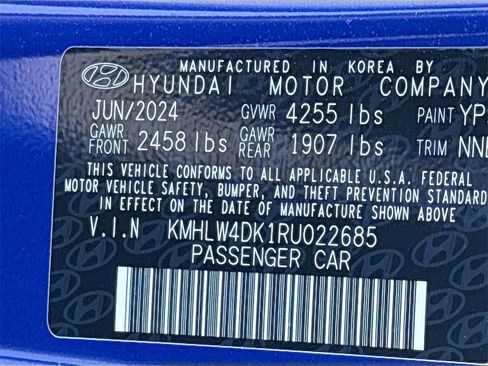 MANUFACTURED IN KOREA BY
HYUNDAI MOTOR COMPANY
JUN/2024 GVWR 4255 lbs PAINT YP
GAWR FRONT 2458 lbs GAWR REAR 1907 lbs TRIM NN
THIS VEHICLE CONFORMS TO ALL APPLICABLE U.S.A. FEDERAL
MOTOR VEHICLE SAFETY, BUMPER, AND THEFT PREVENTION STANDARDS
IN EFFECT ON THE DATE OF MANUFACTURE SHOWN ABOVE
V.I.N KMHLW4DK1RU022685
PASSENGER CAR